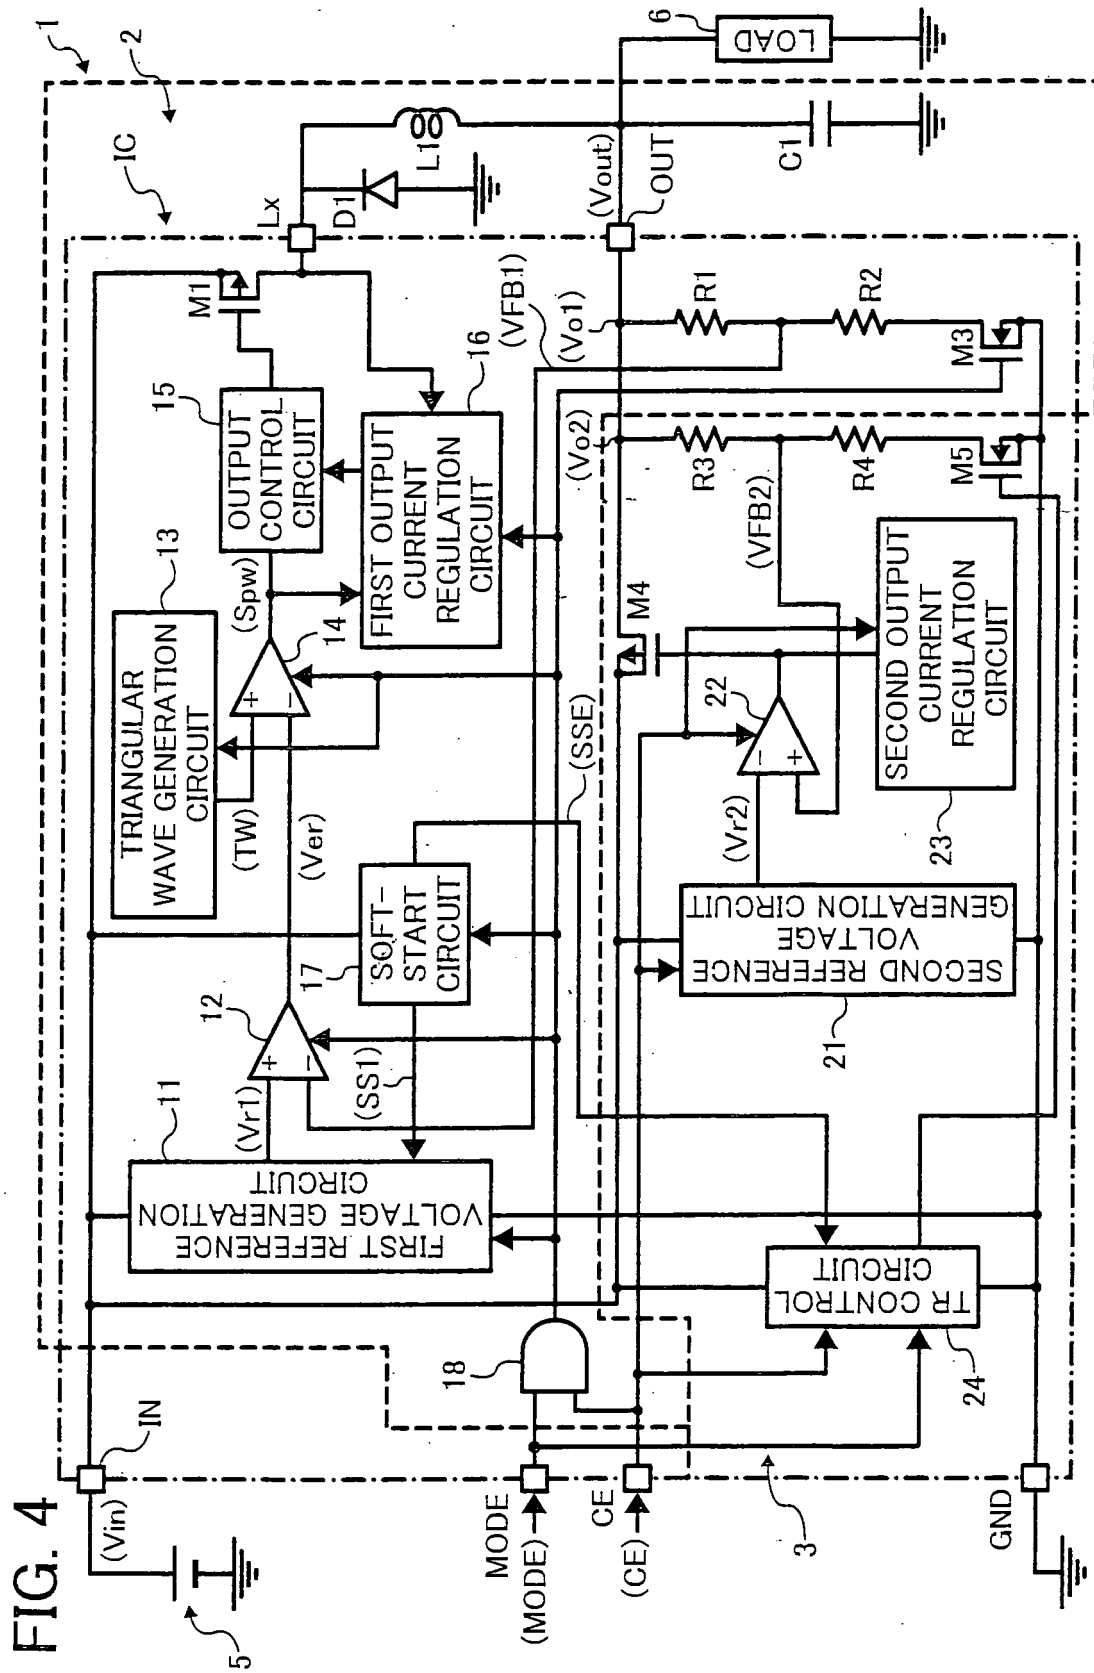 FIG. 4
1
2
IC
5
(Vin)
IN
11
FIRST REFERENCE
VOLTAGE GENERATION
CIRCUIT
(Vr1)
12
+
−
(Ver)
TRIANGULAR
WAVE GENERATION
CIRCUIT
13
(TW)
+
−
14
(Spw)
OUTPUT
CONTROL
CIRCUIT
15
M1
Lx
D1
L1
FIRST OUTPUT
CURRENT
REGULATION
CIRCUIT
16
17
SOFT-
START
CIRCUIT
(SS1)
(SSE)
(VFB1)
(Vo1)
(Vo2)
(Vout)
OUT
C1
6
LOAD
MODE
(MODE)
18
CE
(CE)
3
GND
TR CONTROL
CIRCUIT
24
SECOND REFERENCE
VOLTAGE
GENERATION CIRCUIT
21
(Vr2)
−
+
22
M4
SECOND OUTPUT
CURRENT
REGULATION
CIRCUIT
23
(VFB2)
R3
R4
M5
R1
R2
M3